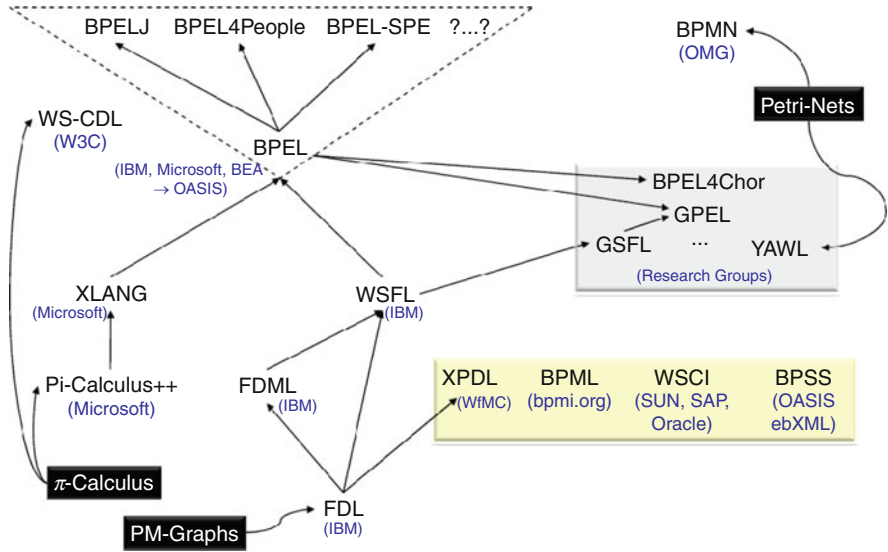 BPELJ BPEL4People BPEL-SPE ?...?
BPMN
(OMG)
Petri-Nets
WS-CDL
(W3C)
BPEL
(IBM, Microsoft, BEA
→ OASIS)
BPEL4Chor
GPEL
GSFL ... YAWL
(Research Groups)
XLANG
(Microsoft)
WSFL
(IBM)
Pi-Calculus++
(Microsoft)
FDML
(IBM)
XPDL BPML WSCI BPSS
(WfMC) (bpmi.org) (SUN, SAP, (OASIS
Oracle) ebXML)
π-Calculus
PM-Graphs
FDL
(IBM)